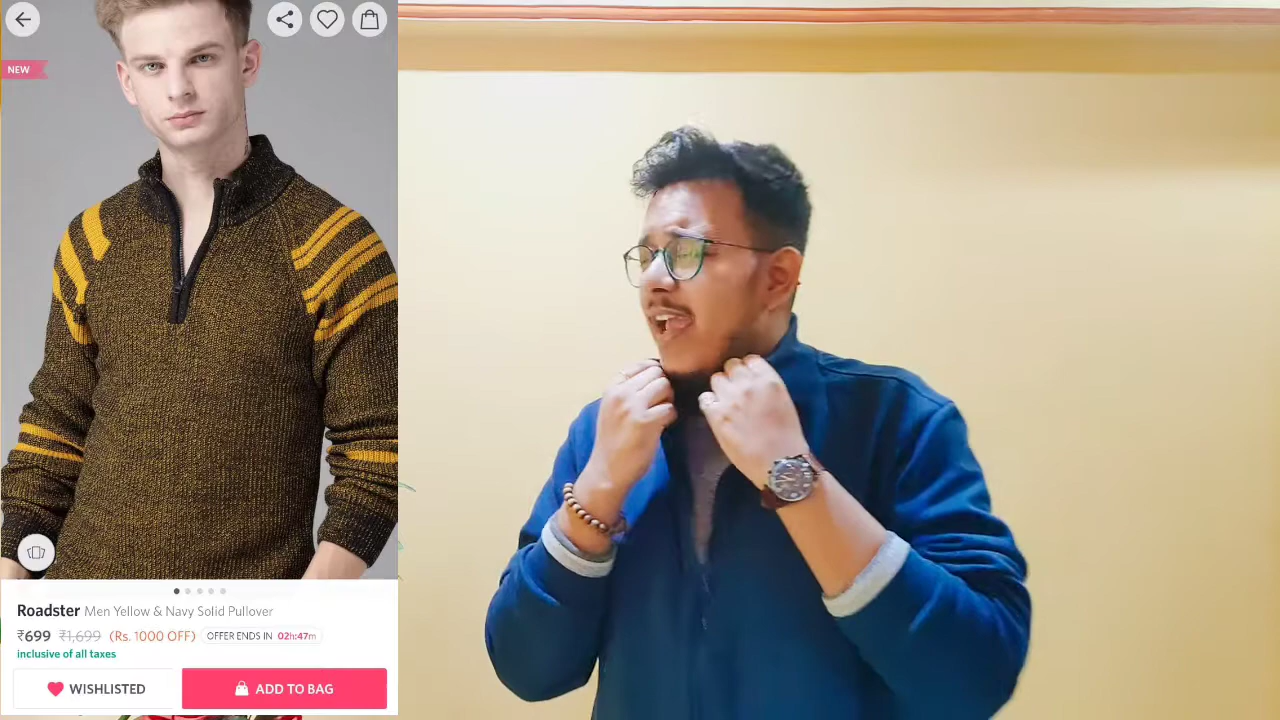 NEW
Roadster Men Yellow & Navy Solid Pullover
₹699 ₹1,699 (Rs. 1000 OFF) OFFER ENDS IN 02h:47m
inclusive of all taxes
WISHLISTED
ADD TO BAG